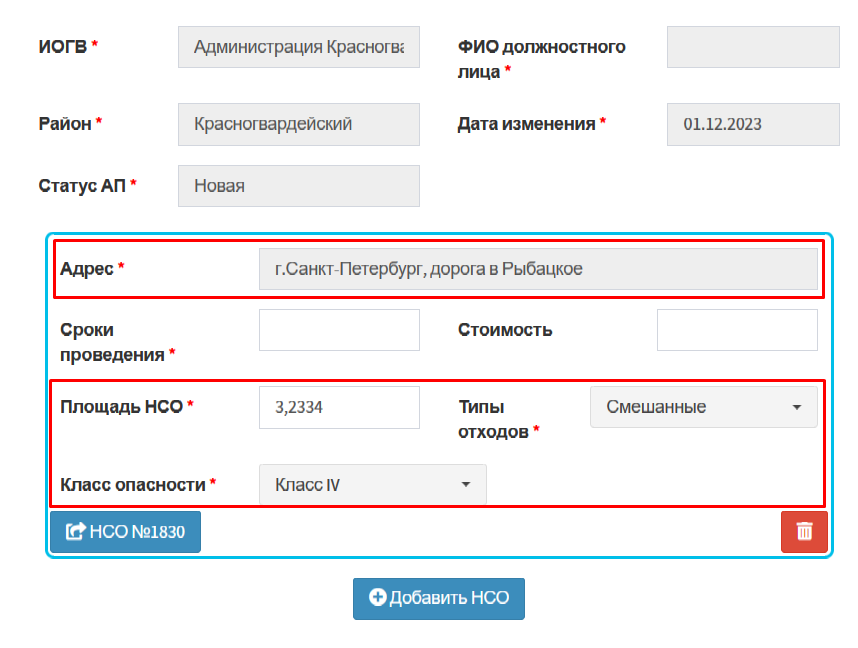 ИОГВ *
Администрация Красногва
ФИО должностного
лица *
Район *
Красногвардейский
Дата изменения *
01.12.2023
Статус АП *
Новая
Адрес *
г.Санкт-Петербург, дорога в Рыбацкое
Сроки
проведения *
Стоимость
Площадь НСО *
3,2334
Типы
отходов *
Смешанные
Класс опасности *
Класс IV
НСО №1830
Добавить НСО